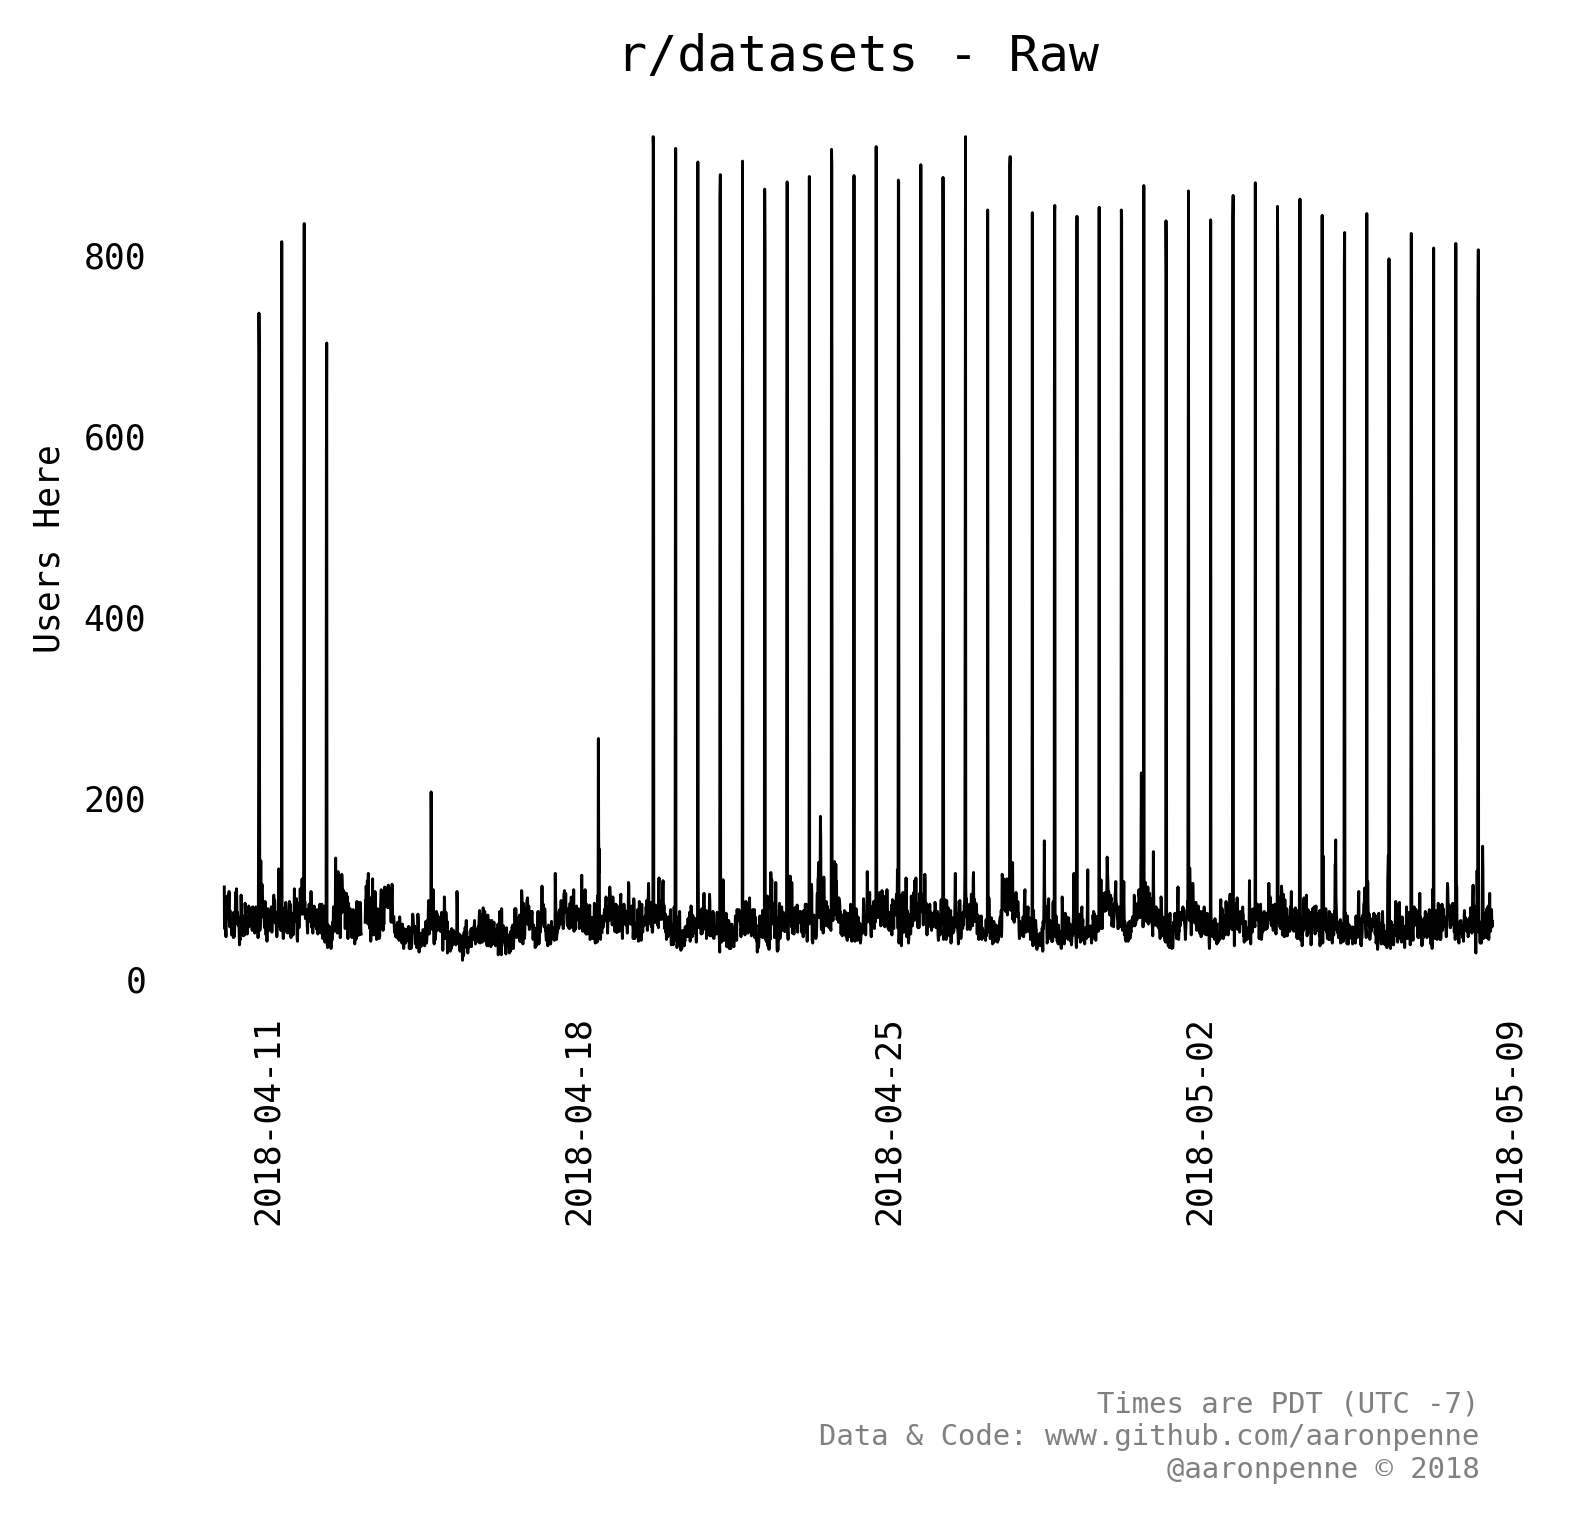 r/datasets - Raw
Users Here
800
600
400
200
0
2018-04-11
2018-04-18
2018-04-25
2018-05-02
2018-05-09
Times are PDT (UTC -7)
Data & Code: www.github.com/aaronpenne
@aaronpenne © 2018